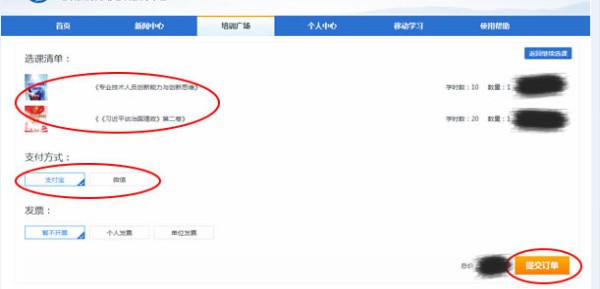 首页 新闻中心 培训广场 个人中心 移动学习 使用帮助
选课清单： 返回继续选课
《专业技术人员创新能力与创新思维》 学时数：10 数量：1
《《习近平谈治国理政》第二卷》 学时数：20 数量：1
支付方式：
支付宝 微信
发票：
暂不开票 个人发票 单位发票
总价 提交订单